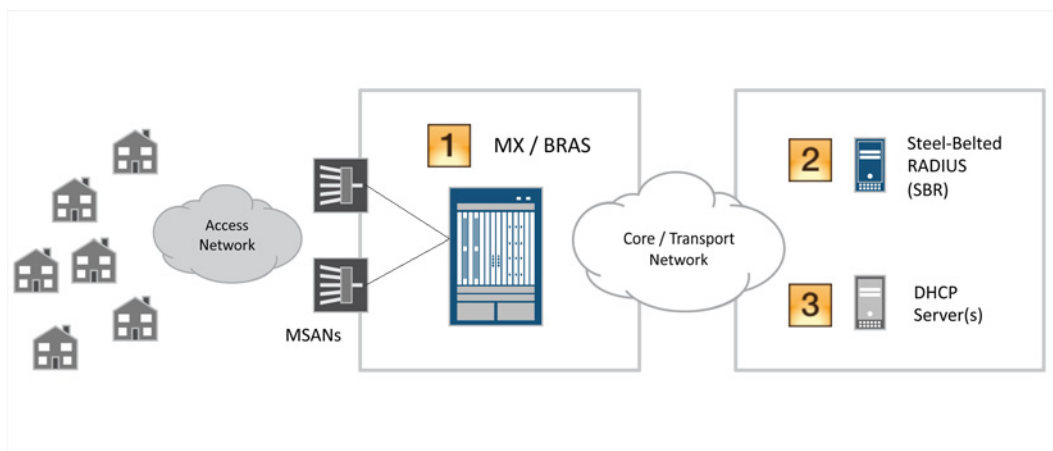 Access
Network
MSANs
1
MX / BRAS
Core / Transport
Network
2
Steel-Belted
RADIUS
(SBR)
3
DHCP
Server(s)